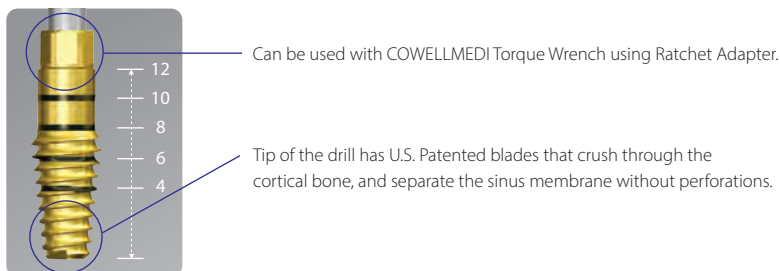 Can be used with COWELLMEDI Torque Wrench using Ratchet Adapter.
12
10
8
6
4
Tip of the drill has U.S. Patented blades that crush through the
cortical bone, and separate the sinus membrane without perforations.